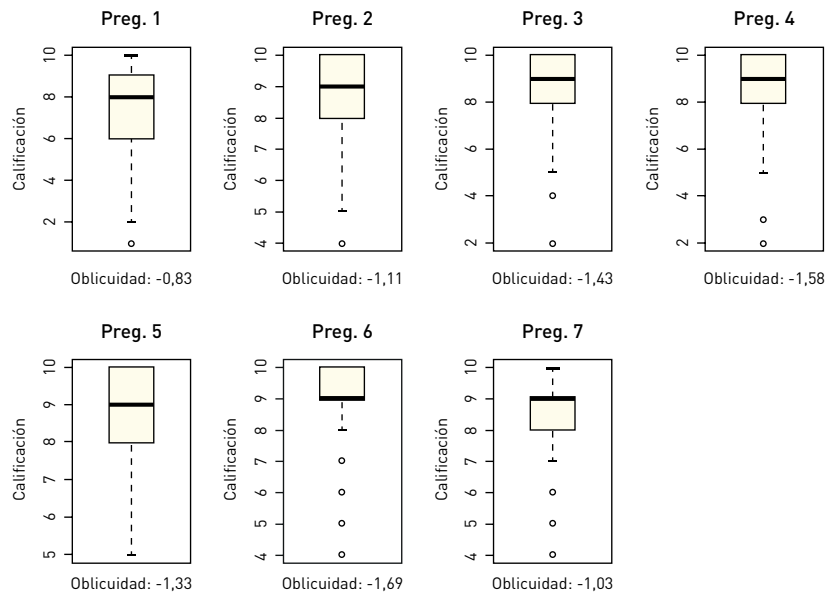 Preg. 1
Calificación
10
8
6
4
2
Oblicuidad: -0,83
Preg. 2
Calificación
10
9
8
7
6
5
4
Oblicuidad: -1,11
Preg. 3
Calificación
10
8
6
4
2
Oblicuidad: -1,43
Preg. 4
Calificación
10
8
6
4
2
Oblicuidad: -1,58
Preg. 5
Calificación
10
9
8
7
6
5
Oblicuidad: -1,33
Preg. 6
Calificación
10
9
8
7
6
5
4
Oblicuidad: -1,69
Preg. 7
Calificación
10
9
8
7
6
5
4
Oblicuidad: -1,03